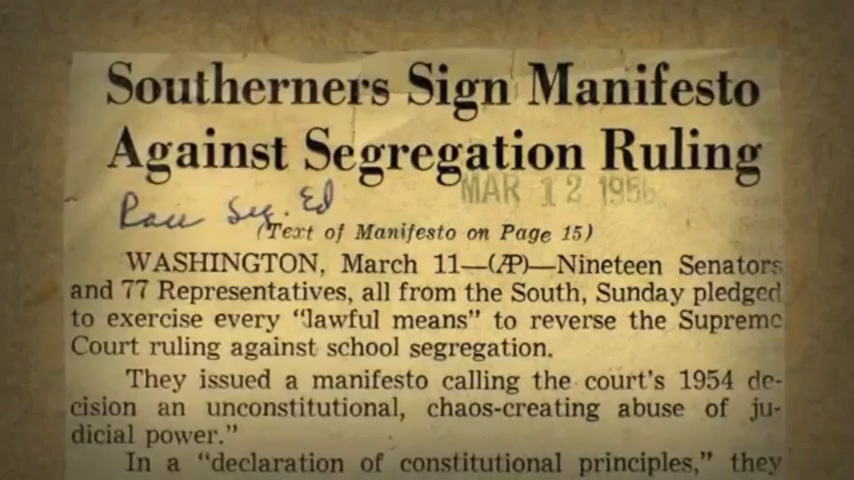 Southerners Sign Manifesto
Against Segregation Ruling
MAR 12 1956
Race Seg. Ed
(Text of Manifesto on Page 15)
WASHINGTON, March 11—(AP)—Nineteen Senators
and 77 Representatives, all from the South, Sunday pledged
to exercise every “lawful means” to reverse the Supreme
Court ruling against school segregation.
They issued a manifesto calling the court’s 1954 de-
cision an unconstitutional, chaos-creating abuse of ju-
dicial power.”
In a “declaration of constitutional principles,” they